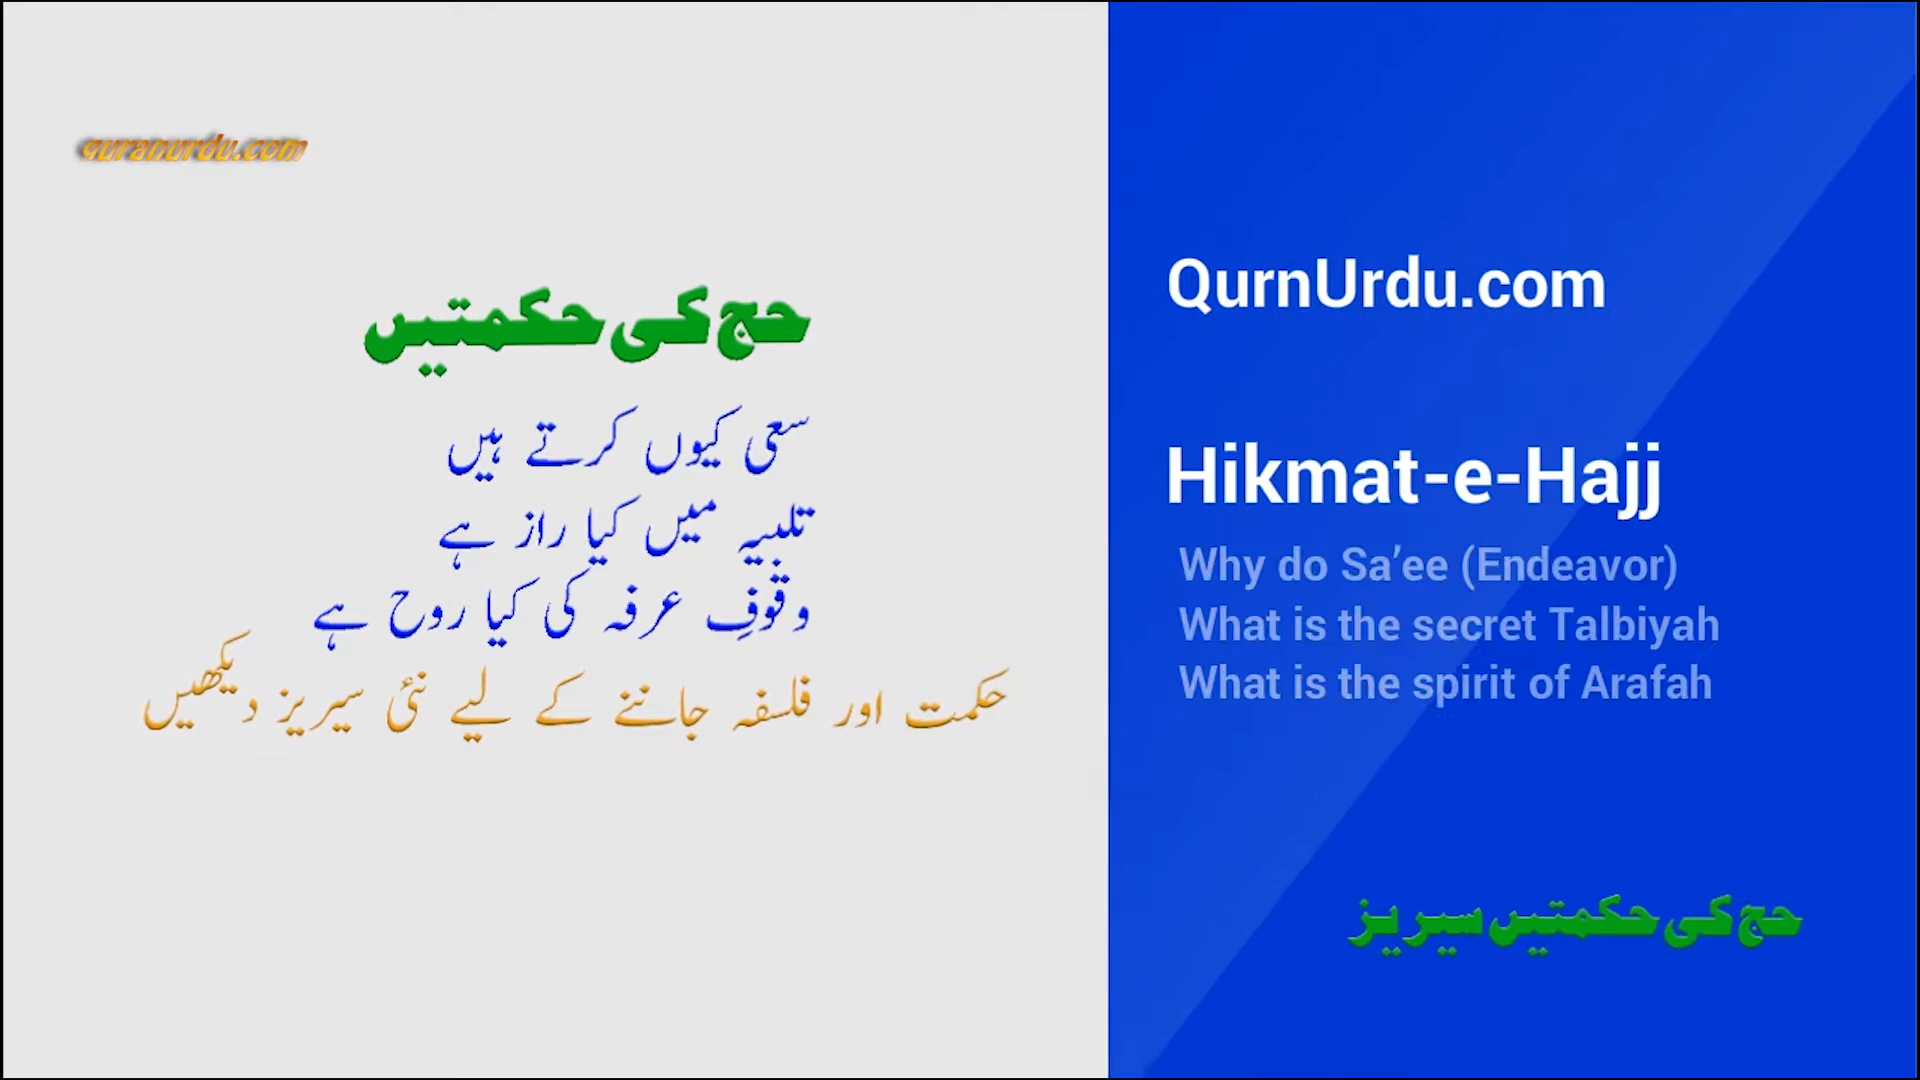 quranurdu.com
حج کی حکمتیں
سعی کیوں کرتے ہیں
تلبیہ میں کیا راز ہے
وقوفِ عرفہ کی کیا روح ہے
حکمت اور فلسفہ جاننے کے لیے نئی سیریز دیکھیں
QurnUrdu.com
Hikmat-e-Hajj
Why do Sa’ee (Endeavor)
What is the secret Talbiyah
What is the spirit of Arafah
حج کی حکمتیں سیریز